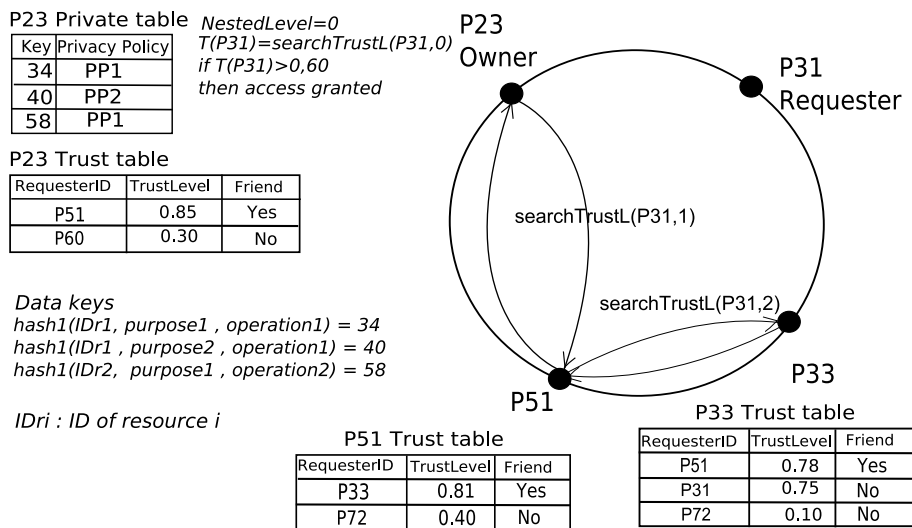 P23 Private table
Key Privacy Policy
34 PP1
40 PP2
58 PP1
NestedLevel=0
T(P31)=searchTrustL(P31,0)
if T(P31)>0,60
then access granted
P23
Owner
P31
Requester
P23 Trust table
RequesterID TrustLevel Friend
P51 0.85 Yes
P60 0.30 No
searchTrustL(P31,1)
searchTrustL(P31,2)
Data keys
hash1(IDr1, purpose1 , operation1) = 34
hash1(IDr1 , purpose2 , operation1) = 40
hash1(IDr2, purpose1 , operation2) = 58
IDri : ID of resource i
P51
P33
P51 Trust table
RequesterID TrustLevel Friend
P33 0.81 Yes
P72 0.40 No
P33 Trust table
RequesterID TrustLevel Friend
P51 0.78 Yes
P31 0.75 No
P72 0.10 No